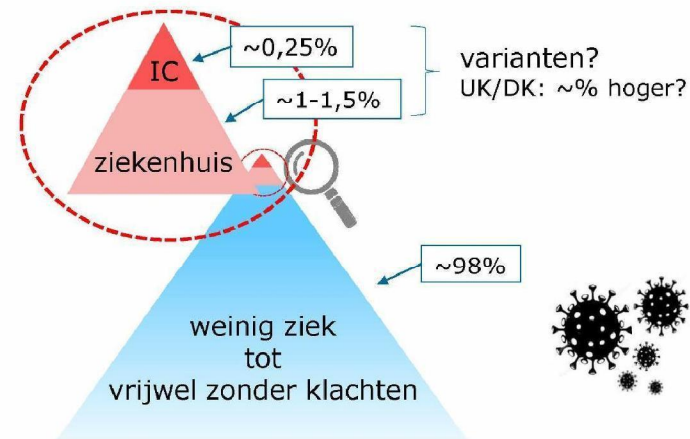 IC
~0,25%
~1-1,5%
varianten?
UK/DK: ~% hoger?
ziekenhuis
~98%
weinig ziek
tot
vrijwel zonder klachten